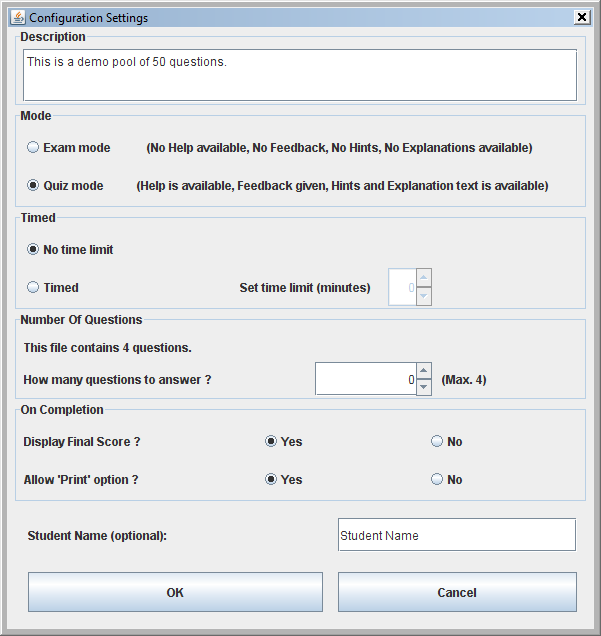 Configuration Settings
Description
This is a demo pool of 50 questions.
Mode
Exam mode (No Help available, No Feedback, No Hints, No Explanations available)
Quiz mode (Help is available, Feedback given, Hints and Explanation text is available)
Timed
No time limit
Timed Set time limit (minutes) 0
Number Of Questions
This file contains 4 questions.
How many questions to answer ? 0 (Max. 4)
On Completion
Display Final Score ? Yes No
Allow 'Print' option ? Yes No
Student Name (optional): Student Name
OK Cancel